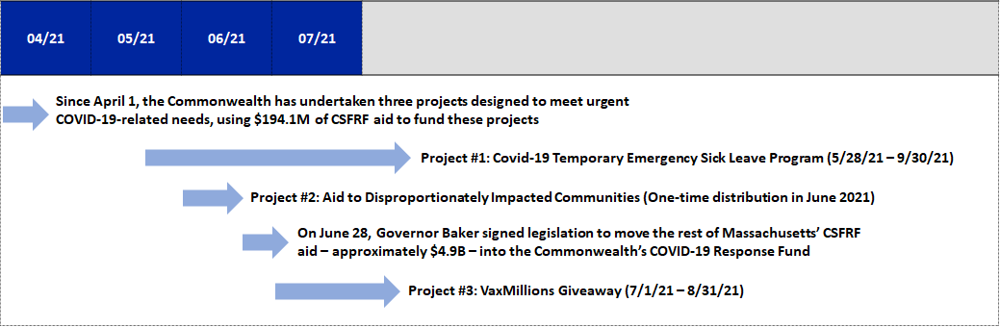 04/21
05/21
06/21
07/21
Since April 1, the Commonwealth has undertaken three projects designed to meet urgent
COVID-19-related needs, using $194.1M of CSFRF aid to fund these projects
Project #1: Covid-19 Temporary Emergency Sick Leave Program (5/28/21 – 9/30/21)
Project #2: Aid to Disproportionately Impacted Communities (One-time distribution in June 2021)
On June 28, Governor Baker signed legislation to move the rest of Massachusetts’ CSFRF
aid – approximately $4.9B – into the Commonwealth’s COVID-19 Response Fund
Project #3: VaxMillions Giveaway (7/1/21 – 8/31/21)